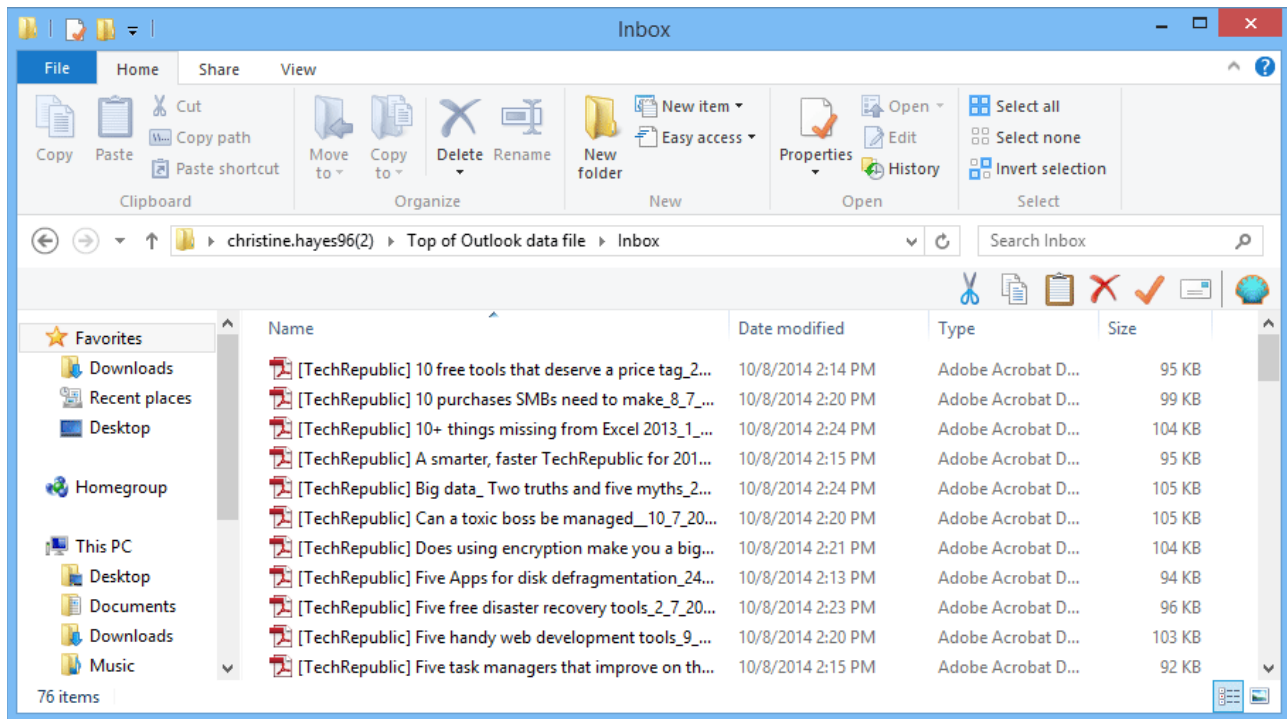 Inbox
File Home Share View
Copy
Paste
Cut
Copy path
Paste shortcut
Clipboard
Move to
Copy to
Delete
Rename
Organize
New folder
New item
Easy access
New
Properties
Open
Edit
History
Open
Select all
Select none
Invert selection
Select
christine.hayes96(2) Top of Outlook data file Inbox
Search Inbox
Favorites
Downloads
Recent places
Desktop
Homegroup
This PC
Desktop
Documents
Downloads
Music
Name Date modified Type Size
[TechRepublic] 10 free tools that deserve a price tag_2... 10/8/2014 2:14 PM Adobe Acrobat D... 95 KB
[TechRepublic] 10 purchases SMBs need to make_8_7_... 10/8/2014 2:20 PM Adobe Acrobat D... 99 KB
[TechRepublic] 10+ things missing from Excel 2013_1_... 10/8/2014 2:24 PM Adobe Acrobat D... 104 KB
[TechRepublic] A smarter, faster TechRepublic for 201... 10/8/2014 2:15 PM Adobe Acrobat D... 95 KB
[TechRepublic] Big data_ Two truths and five myths_2... 10/8/2014 2:24 PM Adobe Acrobat D... 105 KB
[TechRepublic] Can a toxic boss be managed__10_7_20... 10/8/2014 2:20 PM Adobe Acrobat D... 105 KB
[TechRepublic] Does using encryption make you a big... 10/8/2014 2:21 PM Adobe Acrobat D... 104 KB
[TechRepublic] Five Apps for disk defragmentation_24... 10/8/2014 2:13 PM Adobe Acrobat D... 94 KB
[TechRepublic] Five free disaster recovery tools_2_7_20... 10/8/2014 2:23 PM Adobe Acrobat D... 96 KB
[TechRepublic] Five handy web development tools_9_... 10/8/2014 2:20 PM Adobe Acrobat D... 103 KB
[TechRepublic] Five task managers that improve on th... 10/8/2014 2:15 PM Adobe Acrobat D... 92 KB
76 items